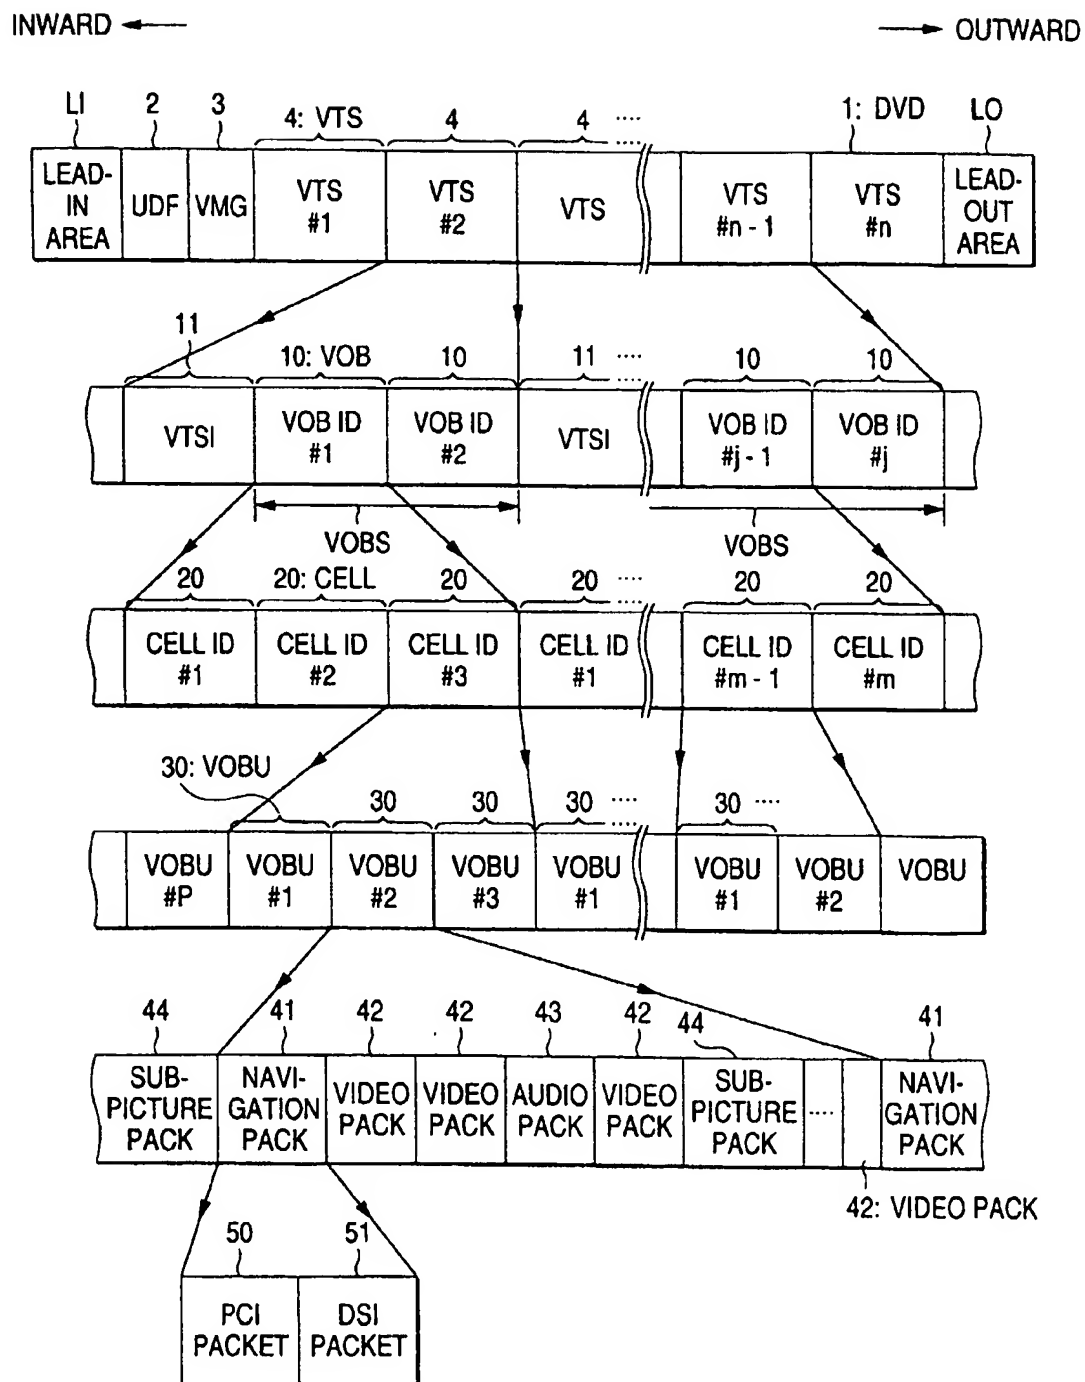 INWARD
OUTWARD
LI 2 3 4: VTS 4 4 .... 1: DVD LO
LEAD-IN AREA
UDF
VMG
VTS #1
VTS #2
VTS
VTS #n - 1
VTS #n
LEAD-OUT AREA
11 10: VOB 10 11 .... 10 10
VTSI
VOB ID #1
VOB ID #2
VTSI
VOB ID #j - 1
VOB ID #j
VOBS
VOBS
20 20: CELL 20 20 .... 20 20
CELL ID #1
CELL ID #2
CELL ID #3
CELL ID #1
CELL ID #m - 1
CELL ID #m
30: VOBU 30 30 30 .... 30 ....
VOBU #P
VOBU #1
VOBU #2
VOBU #3
VOBU #1
VOBU #1
VOBU #2
VOBU
44 41 42 42 43 42 44 41
SUB-PICTURE PACK
NAVI-GATION PACK
VIDEO PACK
VIDEO PACK
AUDIO PACK
VIDEO PACK
SUB-PICTURE PACK
....
NAVI-GATION PACK
42: VIDEO PACK
50 51
PCI PACKET
DSI PACKET